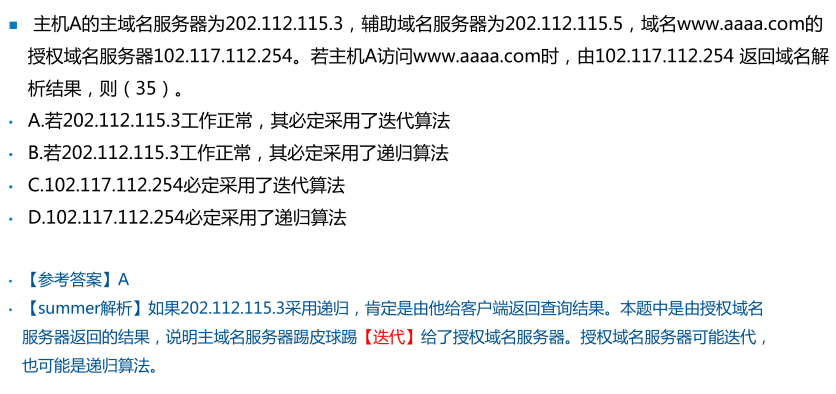 主机A的主域名服务器为202.112.115.3，辅助域名服务器为202.112.115.5，域名www.aaaa.com的
授权域名服务器102.117.112.254。若主机A访问www.aaaa.com时，由102.117.112.254 返回域名解
析结果，则（35）。
A.若202.112.115.3工作正常，其必定采用了迭代算法
B.若202.112.115.3工作正常，其必定采用了递归算法
C.102.117.112.254必定采用了迭代算法
D.102.117.112.254必定采用了递归算法
【参考答案】A
【summer解析】如果202.112.115.3采用递归，肯定是由他给客户端返回查询结果。本题中是由授权域名
服务器返回的结果，说明主域名服务器踢皮球踢【迭代】给了授权域名服务器。授权域名服务器可能迭代，
也可能是递归算法。